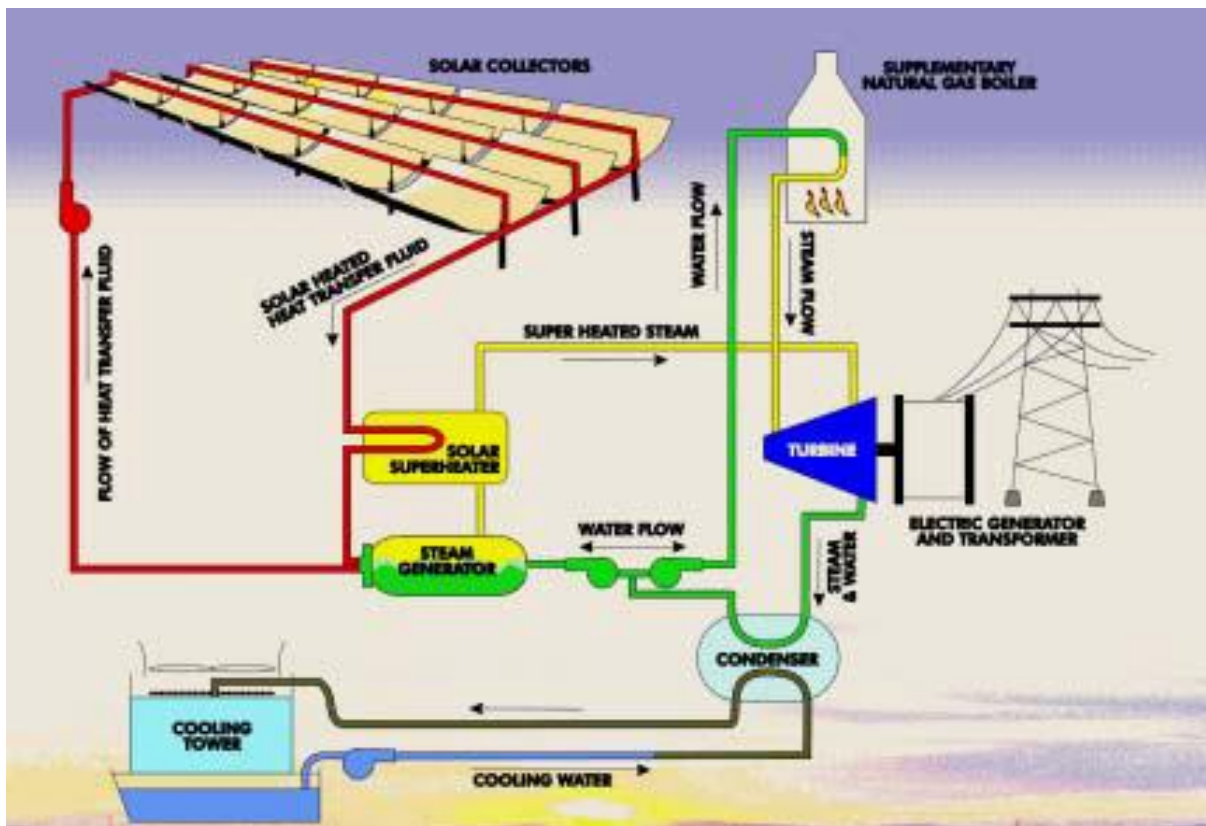 SOLAR COLLECTORS
SUPPLEMENTARY
NATURAL GAS BOILER
WATER FLOW
STEAM FLOW
FLOW OF HEAT TRANSFER FLUID
SOLAR HEATED
HEAT TRANSFER FLUID
SUPER HEATED STEAM
SOLAR
SUPERHEATER
TURBINE
STEAM
GENERATOR
WATER FLOW
ELECTRIC GENERATOR
AND TRANSFORMER
STEAM
& WATER
CONDENSER
COOLING
TOWER
COOLING WATER